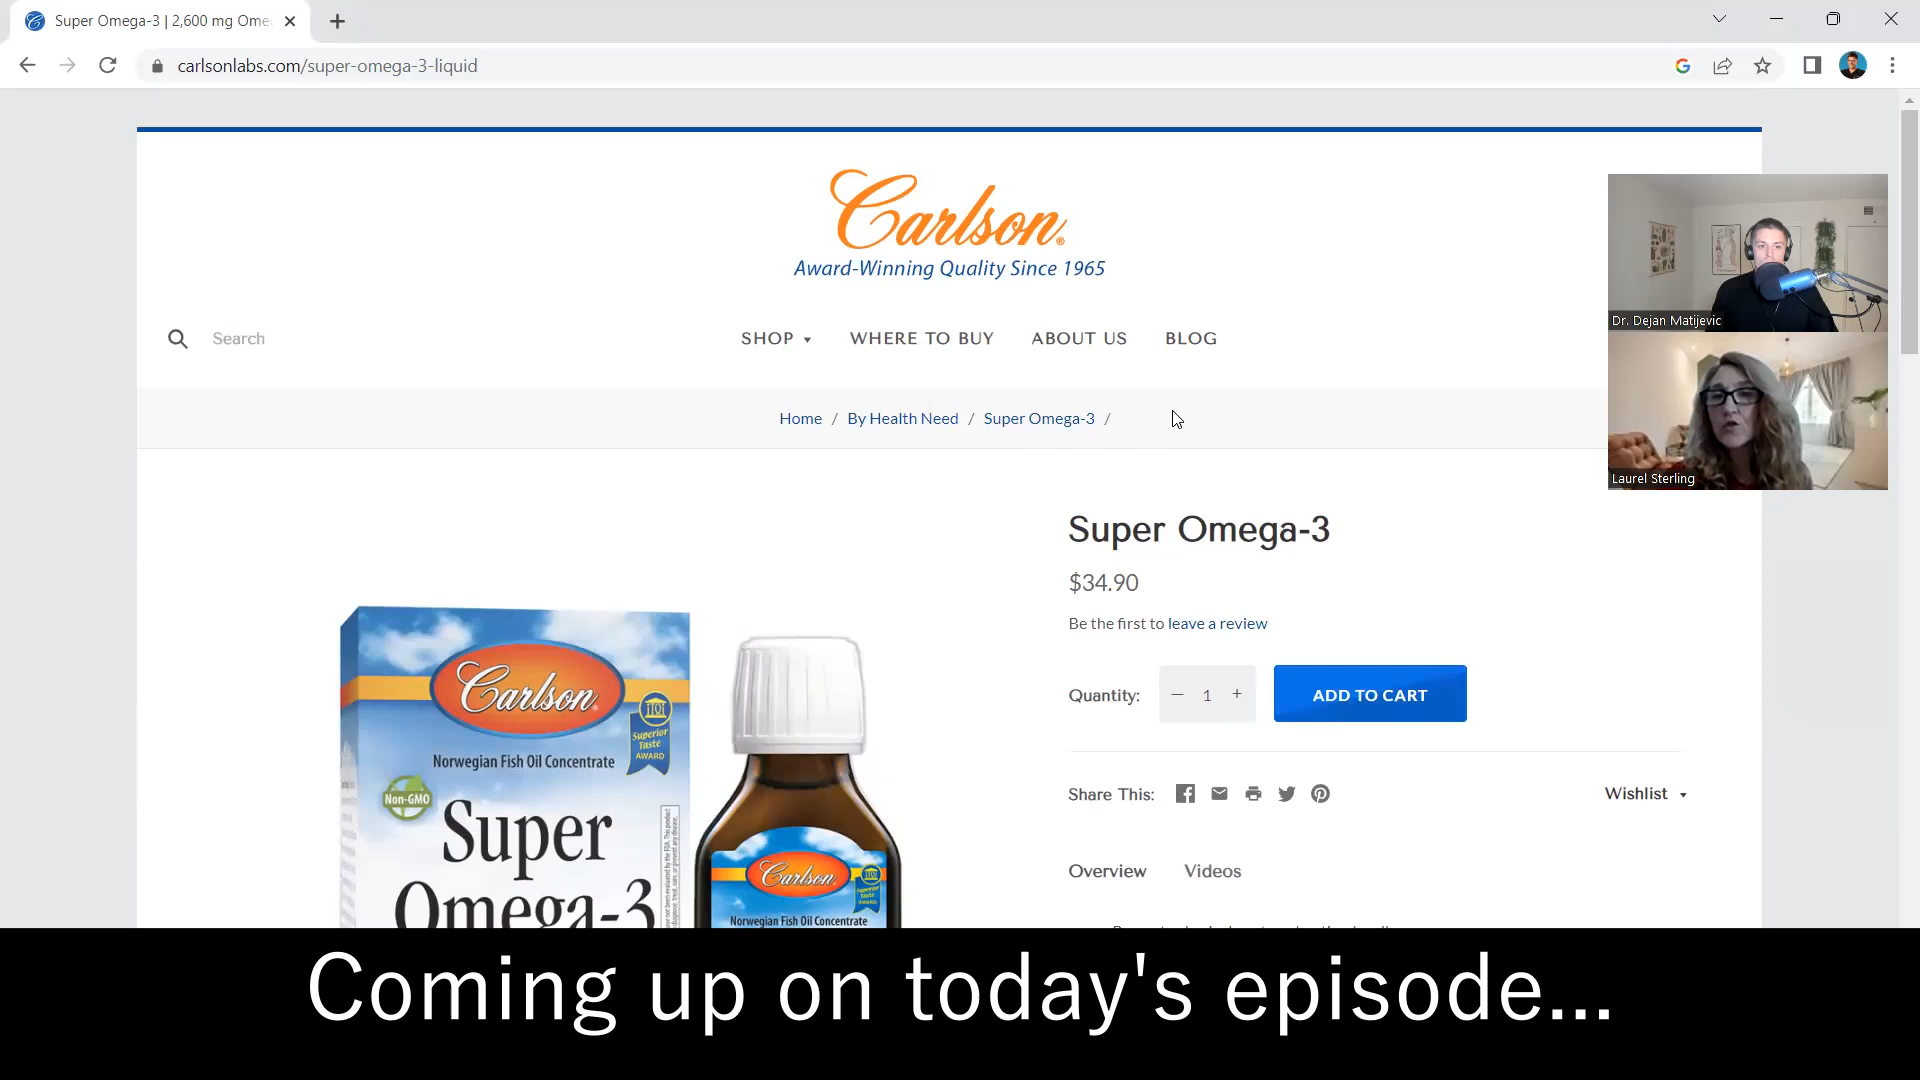 Super Omega-3 | 2,600 mg Ome
carlsonlabs.com/super-omega-3-liquid
Carlson®
Award-Winning Quality Since 1965
Search
SHOP
WHERE TO BUY
ABOUT US
BLOG
Dr. Dejan Matijevic
Laurel Sterling
Home / By Health Need / Super Omega-3 /
Super Omega-3
$34.90
Be the first to leave a review
Quantity: — 1 +
ADD TO CART
Share This:
Wishlist
Overview
Videos
Carlson
Superior
Taste
AWARD
Norwegian Fish Oil Concentrate
Non-GMO
Super
Omega-3
Carlson
Superior
Taste
AWARD
Norwegian Fish Oil Concentrate
Coming up on today's episode...